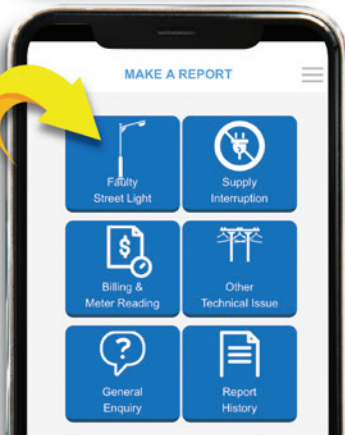 MAKE A REPORT
Faulty
Street Light
Supply
Interruption
$
Billing &
Meter Reading
Other
Technical Issue
?
General
Enquiry
Report
History